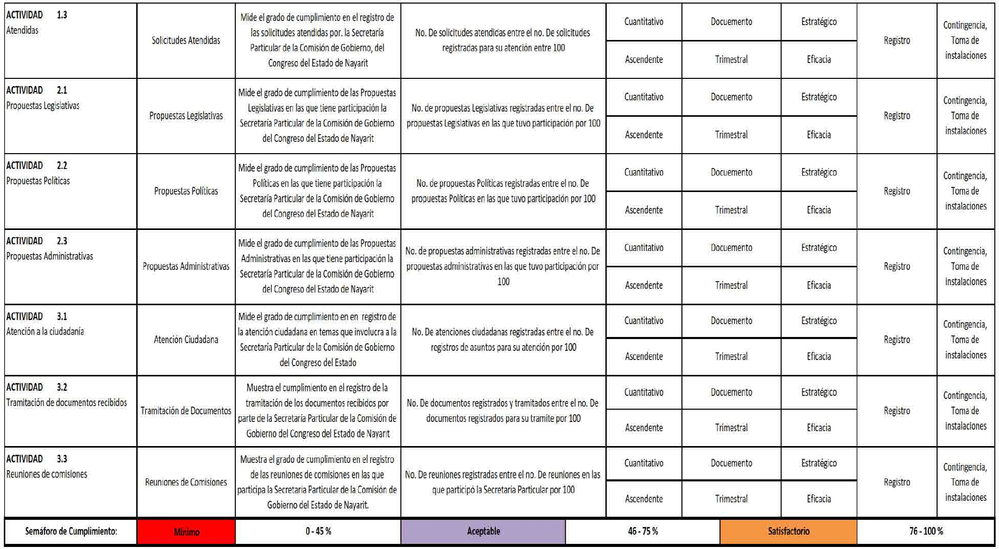 ACTIVIDAD 1.3
Atendidas
Solicitudes Atendidas
Mide el grado de cumplimiento en el registro de
las solicitudes atendidas por. la Secretaría
Particular de la Comisión de Gobierno, del
Congreso del Estado de Nayarit
No. De solicitudes atendidas entre el no. De solicitudes
registradas para su atención entre 100
Cuantitativo
Docuemento
Estratégico
Ascendente
Trimestral
Eficacia
Registro
Contingencia,
Toma de
instalaciones
ACTIVIDAD 2.1
Propuestas Legislativas
Propuestas Legislativas
Mide el grado de cumplimiento de las Propuestas
Legislativas en las que tiene participación la
Secretaría Particular de la Comisión de Gobierno
del Congreso del Estado de Nayarit
No. de propuestas Legislativas registradas entre el no. De
propuestas Legislativas en las que tuvo participación por 100
Cuantitativo
Docuemento
Estratégico
Ascendente
Trimestral
Eficacia
Registro
Contingencia,
Toma de
instalaciones
ACTIVIDAD 2.2
Propuestas Políticas
Propuestas Políticas
Mide el grado de cumplimiento de las Propuestas
Políticas en las que tiene participación la
Secretaría Particular de la Comisión de Gobierno
del Congreso del Estado de Nayarit
No. de propuestas Políticas registradas entre el no. De
propuestas Políticas en las que tuvo participación por 100
Cuantitativo
Docuemento
Estratégico
Ascendente
Trimestral
Eficacia
Registro
Contingencia,
Toma de
instalaciones
ACTIVIDAD 2.3
Propuestas Administrativas
Propuestas Administrativas
Mide el grado de cumplimiento de las Propuestas
Administrativas en las que tiene participación la
Secretaría Particular de la Comisión de Gobierno
del Congreso del Estado de Nayarit
No. de propuestas administrativas registradas entre el no. De
propuestas administrativas en las que tuvo participación por
100
Cuantitativo
Docuemento
Estratégico
Ascendente
Trimestral
Eficacia
Registro
Contingencia,
Toma de
instalaciones
ACTIVIDAD 3.1
Atención a la ciudadanía
Atención Ciudadana
Mide el grado de cumplimiento en en registro de
la atención ciudadana en temas que involucra a la
Secretaría Particular de la Comisión de Gobierno
del Congreso del Estado
No. De atenciones ciudadanas registradas entre el no. De
registros de asuntos para su atención por 100
Cuantitativo
Docuemento
Estratégico
Ascendente
Trimestral
Eficacia
Registro
Contingencia,
Toma de
instalaciones
ACTIVIDAD 3.2
Tramitación de documentos recibidos
Tramitación de Documentos
Muestra el cumplimiento en el registro de la
tramitación de los documentos recibidos por
parte de la Secretaría Particular de la Comisión de
Gobierno del Congreso del Estado de Nayarit
No. De documentos registrados y tramitados entre el no. De
documentos registrados para su tramite por 100
Cuantitativo
Docuemento
Estratégico
Ascendente
Trimestral
Eficacia
Registro
Contingencia,
Toma de
instalaciones
ACTIVIDAD 3.3
Reuniones de comisiones
Reuniones de Comisiones
Muestra el grado de cumplimiento en el registro
de las reuniones de comisiones en las que
participa la Secretaria Particular de la Comisión de
Gobierno del Estado de Nayarit.
No. De reuniones registradas entre el no. De reuniones en las
que participó la Secretaria Particular por 100
Cuantitativo
Docuemento
Estratégico
Ascendente
Trimestral
Eficacia
Registro
Contingencia,
Toma de
instalaciones
Semáforo de Cumplimiento:
Mínimo
0 - 45 %
Aceptable
46 - 75 %
Satisfactorio
76 - 100 %